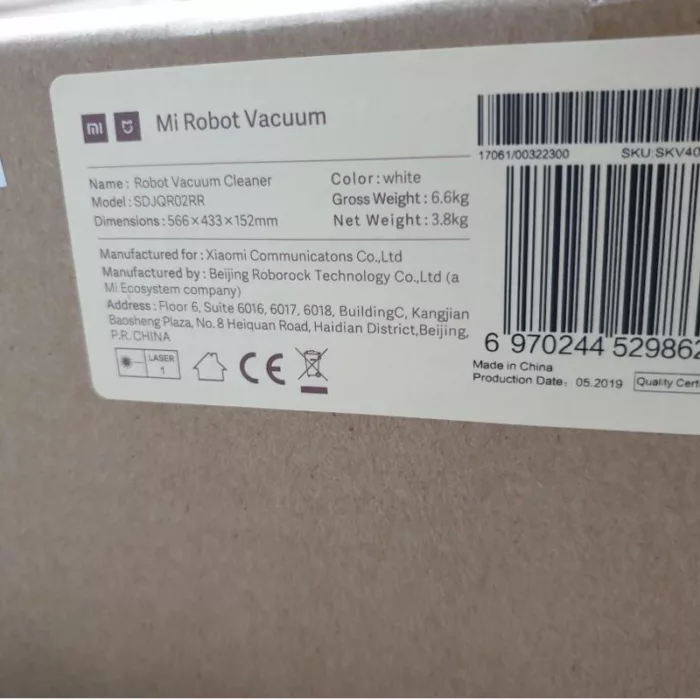 mi Mi Robot Vacuum
Name: Robot Vacuum Cleaner
Model: SDJQR02RR
Dimensions: 566×433×152mm
Color: white
Gross Weight: 6.6kg
Net Weight: 3.8kg
Manufactured for: Xiaomi Communicatons Co.,Ltd
Manufactured by: Beijing Roborock Technology Co.,Ltd (a
Mi Ecosystem company)
Address: Floor 6, Suite 6016, 6017, 6018, BuildingC, Kangjian
Baosheng Plaza, No. 8 Heiquan Road, Haidian District,Beijing,
P.R. CHINA
LASER
1
CE
17061/00322300 SKU:SKV40
6 970244 529862
Made in China
Production Date: 05.2019 Quality Certi